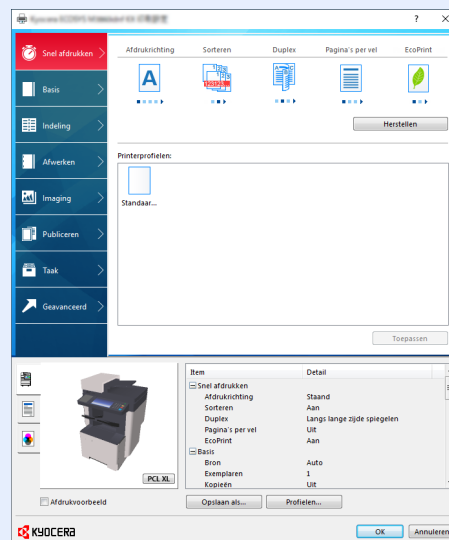 ? X
Snel afdrukken
Basis
Indeling
Afwerken
Imaging
Publiceren
Taak
Geavanceerd
Afdrukrichting Sorteren Duplex Pagina's per vel EcoPrint
A
Herstellen
Printerprofielen:
Standaar...
Toepassen
Item Detail
Snel afdrukken
Afdrukrichting Staand
Sorteren Aan
Duplex Langs lange zijde spiegelen
Pagina's per vel Uit
EcoPrint Aan
Basis
Bron Auto
Exemplaren 1
Kopieën Uit
PCL XL
Afdrukvoorbeeld
Opslaan als... Profielen...
KYOCERA
OK Annuleren